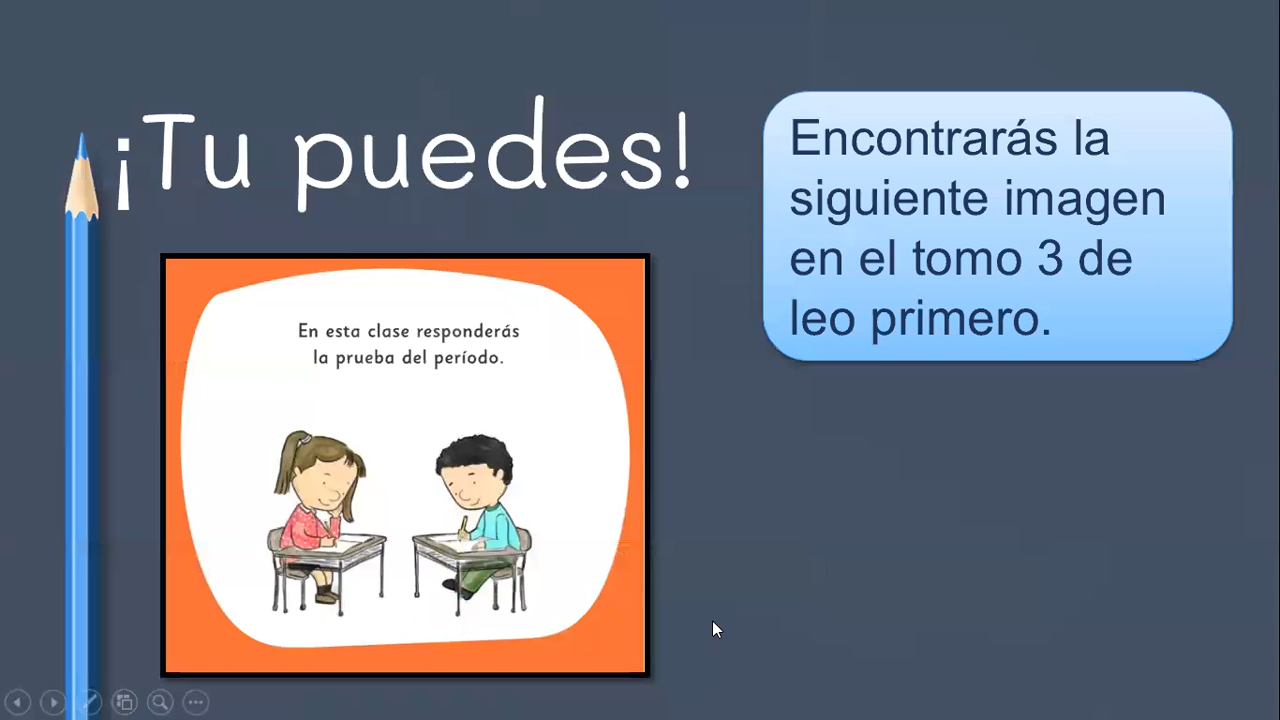 ¡Tu puedes!
Encontrarás la
siguiente imagen
en el tomo 3 de
leo primero.
En esta clase responderás
la prueba del período.